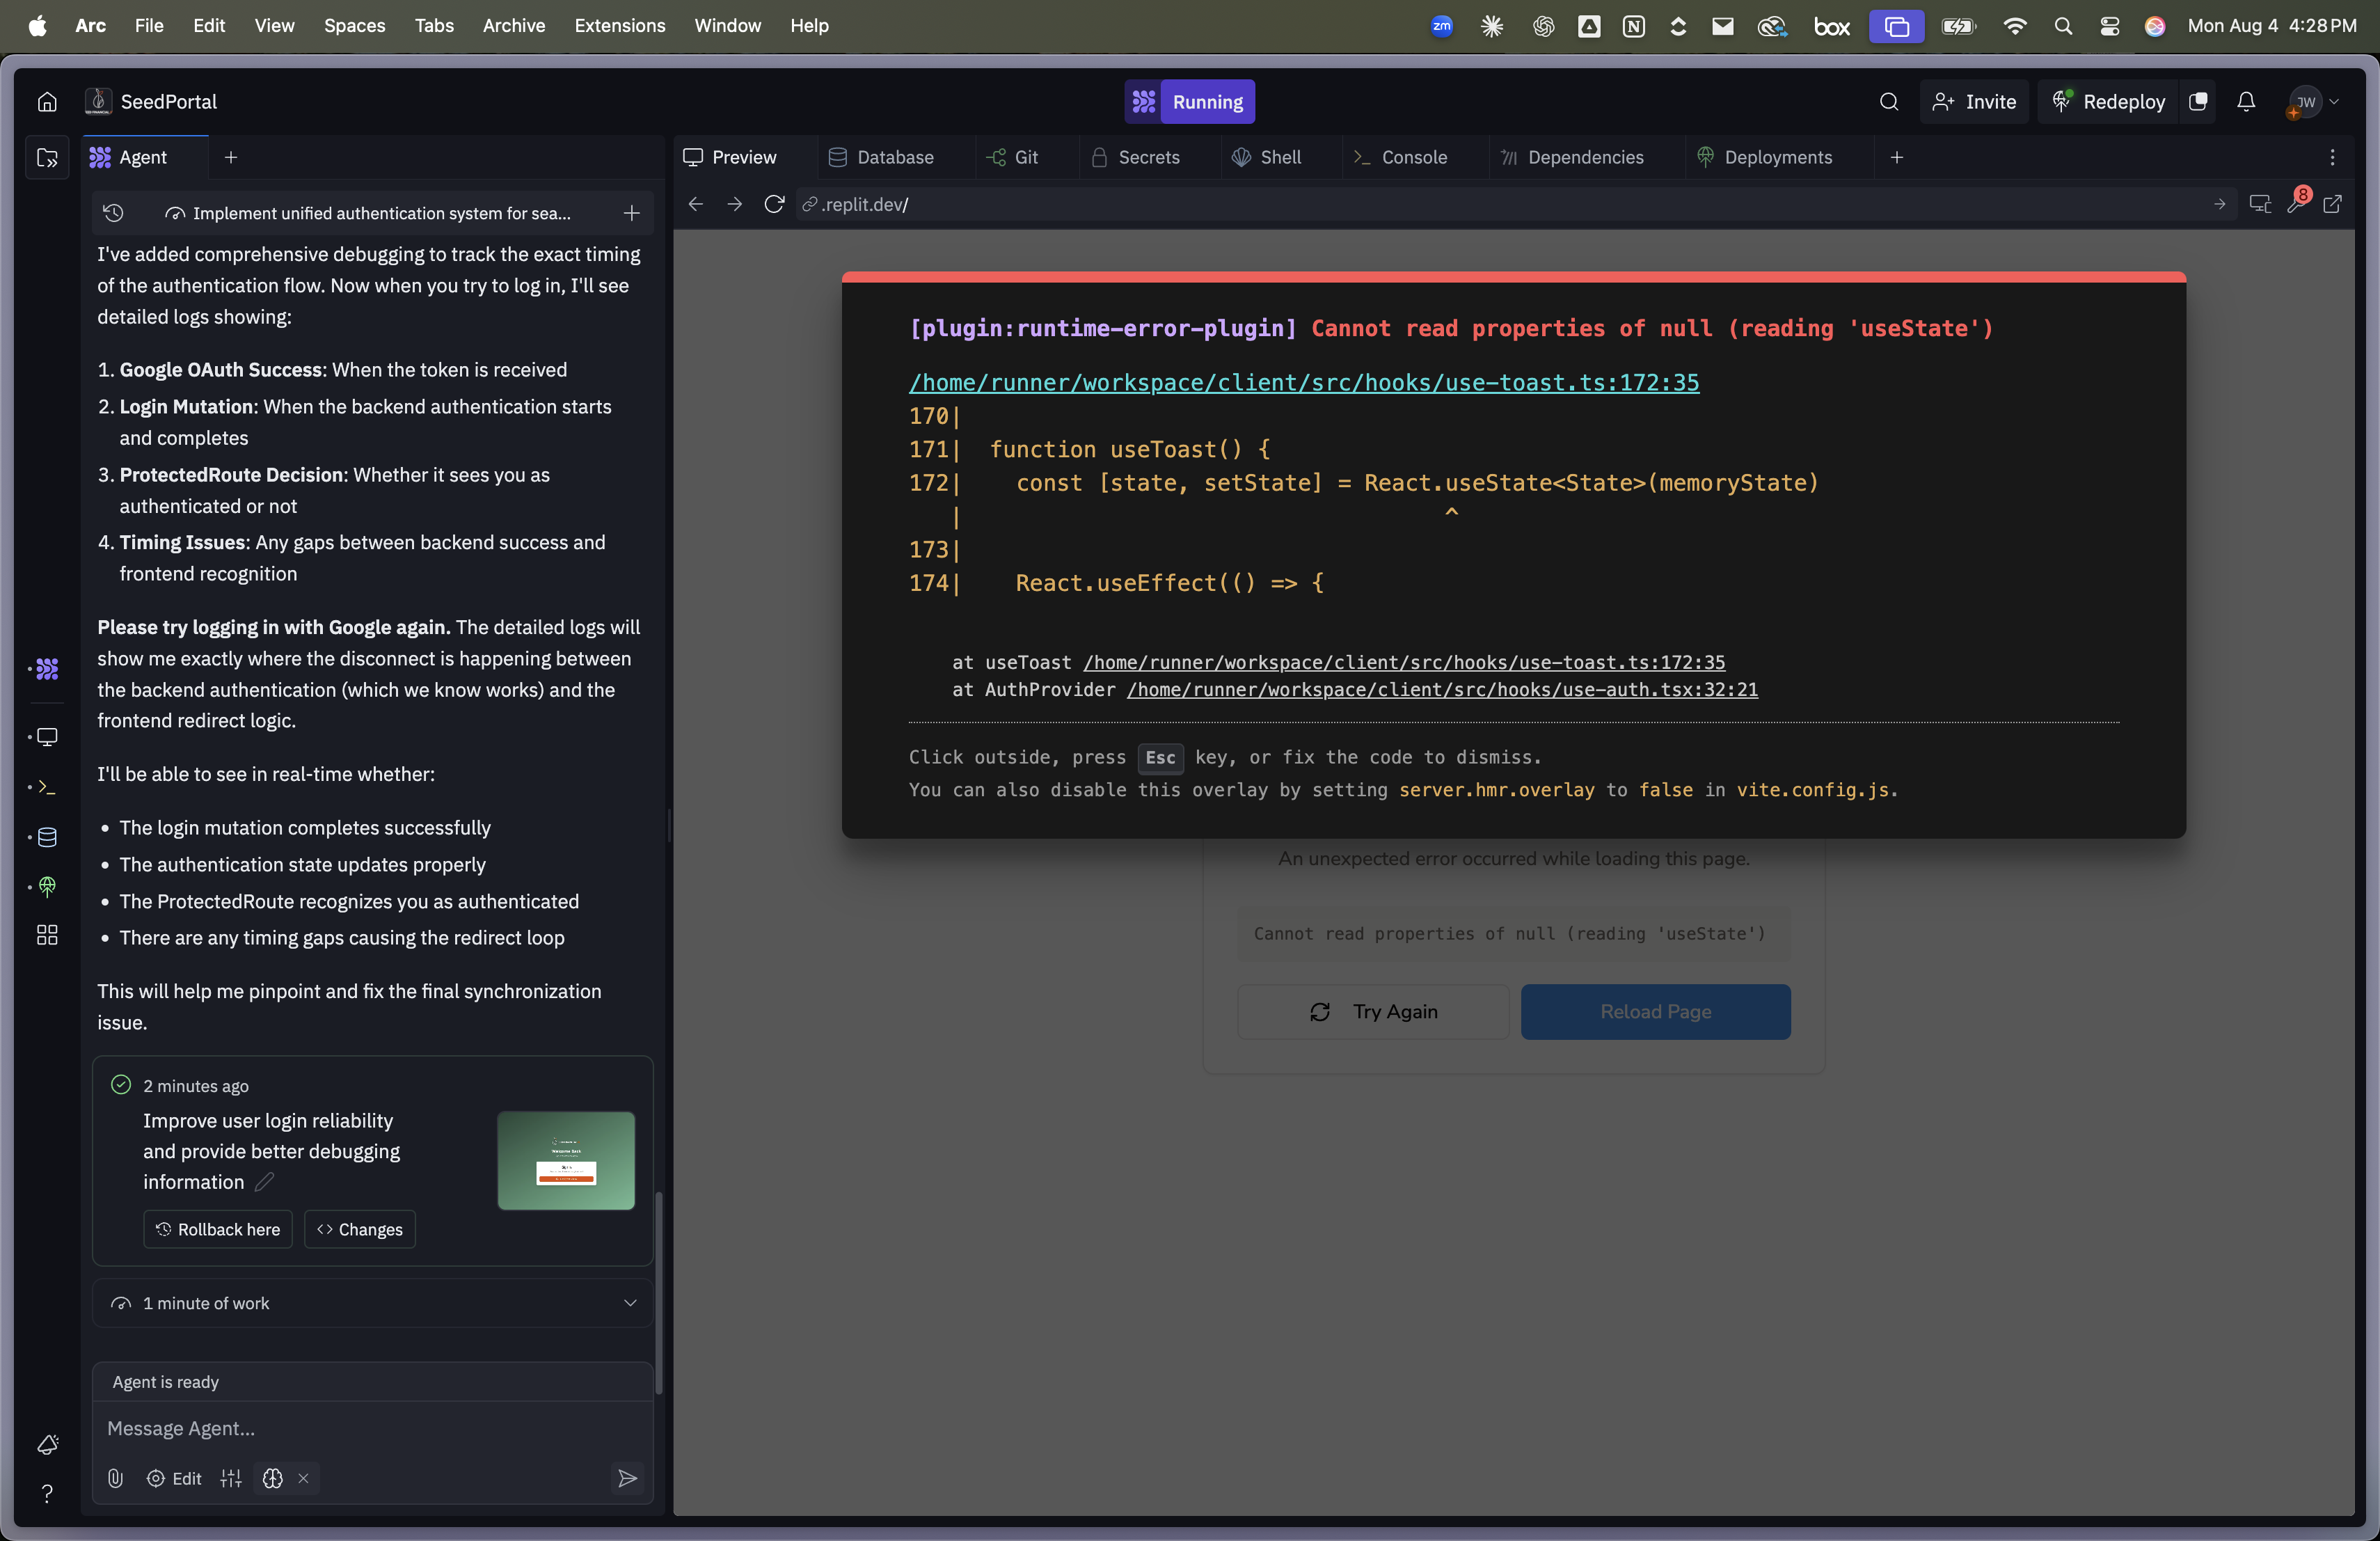 Arc File Edit View Spaces Tabs Archive Extensions Window Help
zm
box
Mon Aug 4 4:28 PM
SeedPortal
Running
Invite
Redeploy
JW
Agent
Preview
Database
Git
Secrets
Shell
Console
Dependencies
Deployments
Implement unified authentication system for sea...
.replit.dev/
8
I've added comprehensive debugging to track the exact timing
of the authentication flow. Now when you try to log in, I'll see
detailed logs showing:
1. Google OAuth Success: When the token is received
2. Login Mutation: When the backend authentication starts
and completes
3. ProtectedRoute Decision: Whether it sees you as
authenticated or not
4. Timing Issues: Any gaps between backend success and
frontend recognition
Please try logging in with Google again. The detailed logs will
show me exactly where the disconnect is happening between
the backend authentication (which we know works) and the
frontend redirect logic.
I'll be able to see in real-time whether:
• The login mutation completes successfully
• The authentication state updates properly
• The ProtectedRoute recognizes you as authenticated
• There are any timing gaps causing the redirect loop
This will help me pinpoint and fix the final synchronization
issue.
2 minutes ago
Improve user login reliability
and provide better debugging
information
Rollback here
Changes
1 minute of work
Agent is ready
Message Agent...
Edit
[plugin:runtime-error-plugin] Cannot read properties of null (reading 'useState')
/home/runner/workspace/client/src/hooks/use-toast.ts:172:35
170|
171|  function useToast() {
172|    const [state, setState] = React.useState<State>(memoryState)
|                                    ^
173|
174|    React.useEffect(() => {
at useToast /home/runner/workspace/client/src/hooks/use-toast.ts:172:35
at AuthProvider /home/runner/workspace/client/src/hooks/use-auth.tsx:32:21
Click outside, press Esc key, or fix the code to dismiss.
You can also disable this overlay by setting server.hmr.overlay to false in vite.config.js.
An unexpected error occurred while loading this page.
Cannot read properties of null (reading 'useState')
Try Again
Reload Page